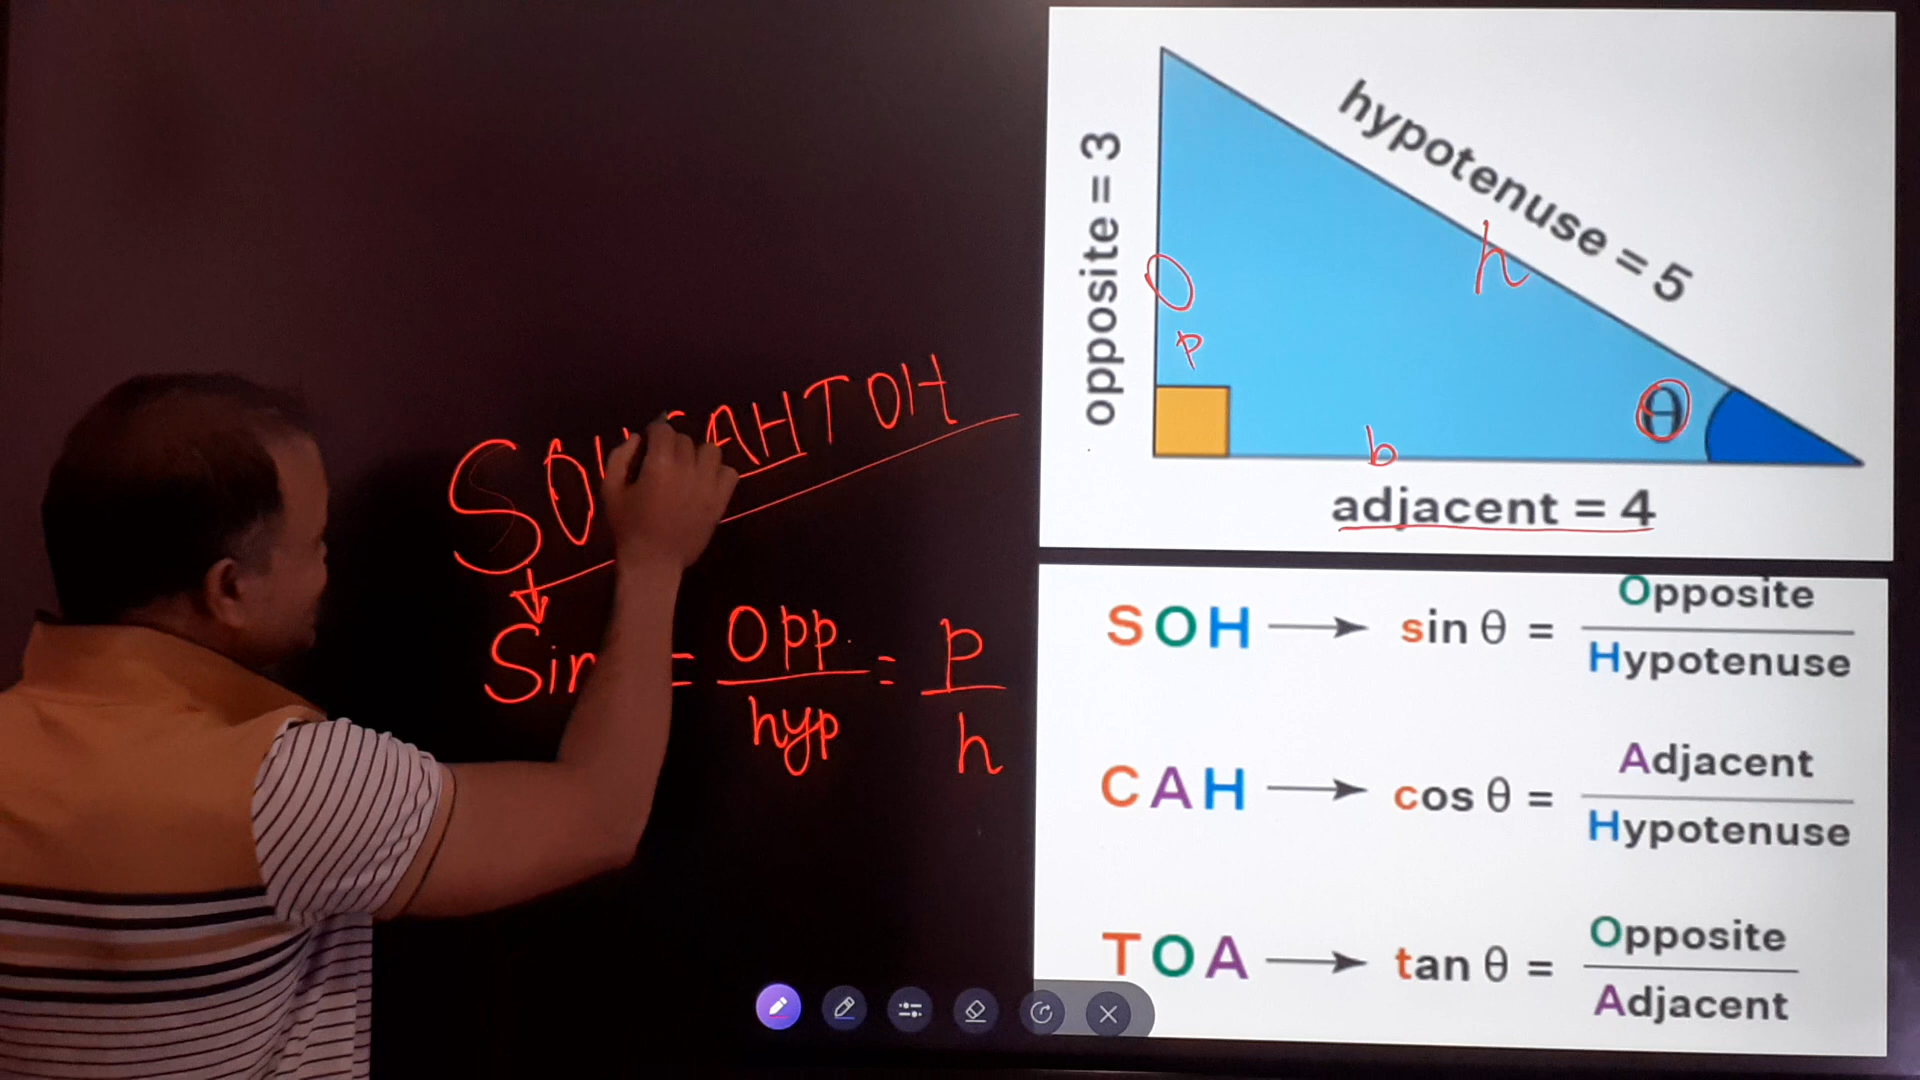 SOHCAHTOH
Sin = Opp. = p
hyp h
opposite = 3
hypotenuse = 5
O
h
p
θ
b
adjacent = 4
SOH → sin θ = Opposite
Hypotenuse
CAH → cos θ = Adjacent
Hypotenuse
TOA → tan θ = Opposite
Adjacent